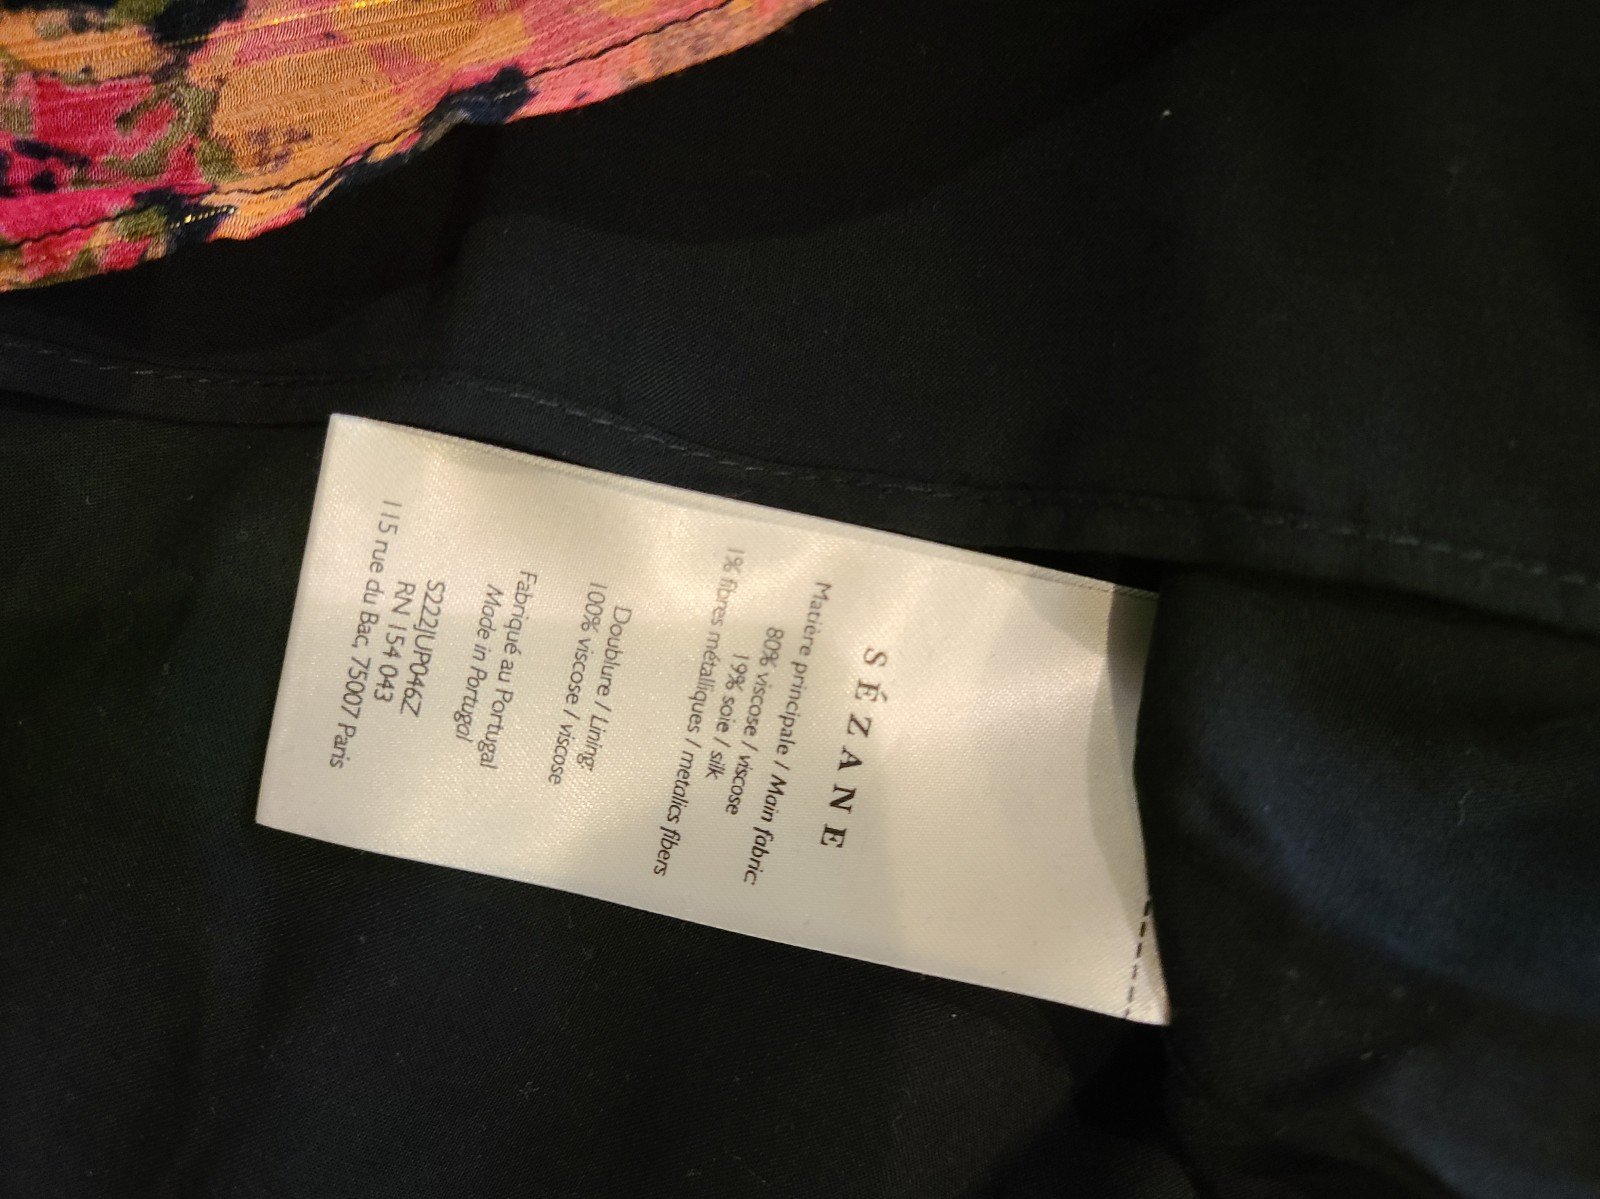 SÉZANE
Matière principale / Main fabric:
80% viscose / viscose
19% soie / silk
1% fibres métalliques / metalics fibers
Doublure / Lining:
100% viscose / viscose
Fabriqué au Portugal
Made in Portugal
S222JUP046Z
RN 154 043
115 rue du Bac, 75007 Paris